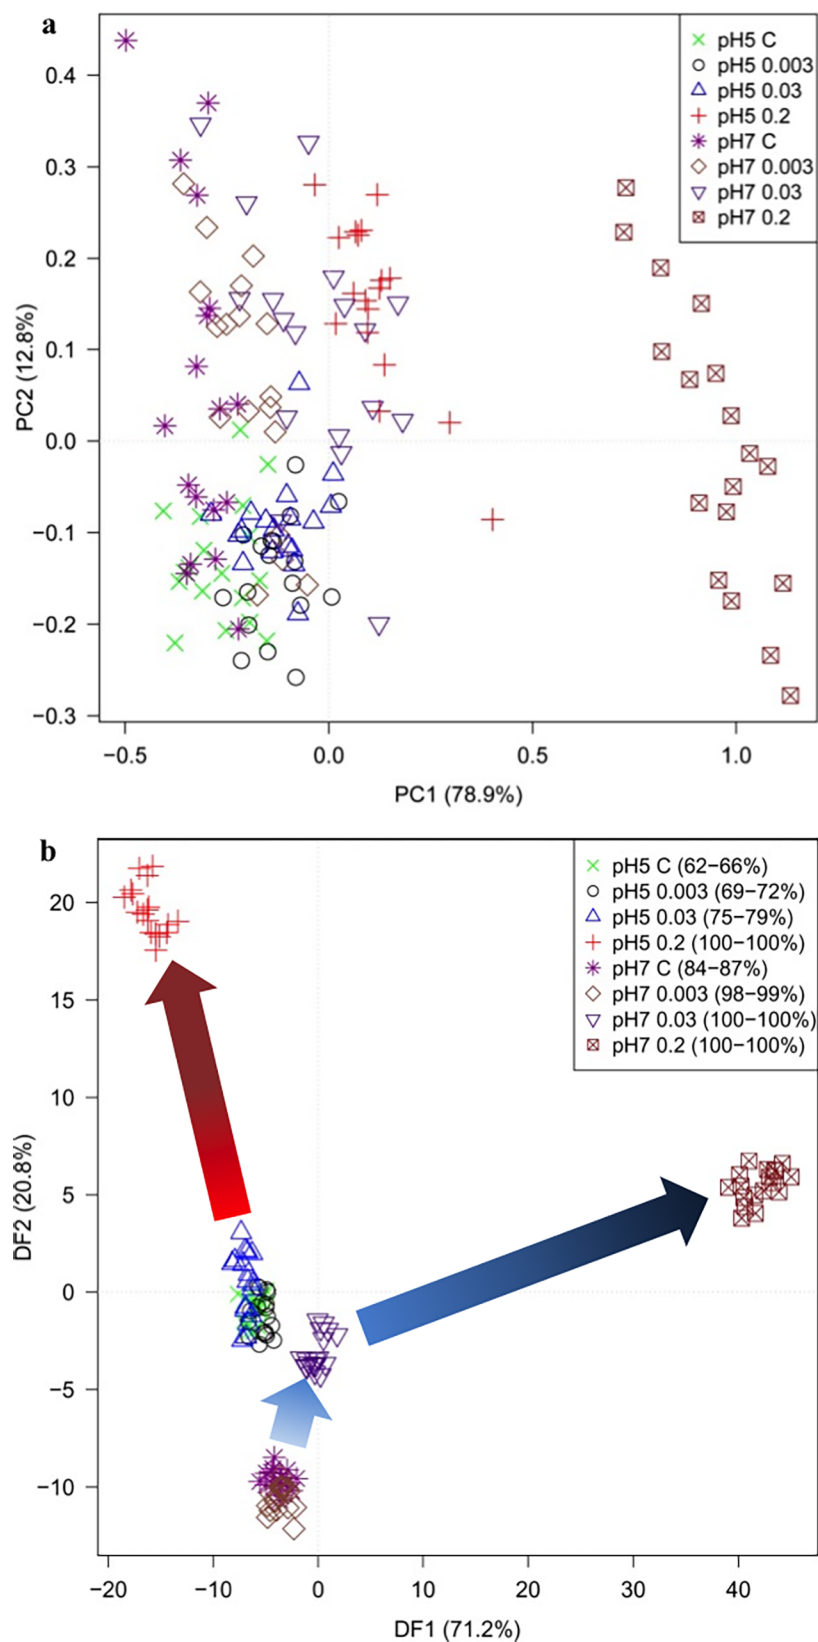 a
pH5 C
pH5 0.003
pH5 0.03
pH5 0.2
pH7 C
pH7 0.003
pH7 0.03
pH7 0.2
0.4
0.3
0.2
0.1
0.0
−0.1
−0.2
−0.3
PC2 (12.8%)
−0.5
0.0
0.5
1.0
PC1 (78.9%)
b
pH5 C (62−66%)
pH5 0.003 (69−72%)
pH5 0.03 (75−79%)
pH5 0.2 (100−100%)
pH7 C (84−87%)
pH7 0.003 (98−99%)
pH7 0.03 (100−100%)
pH7 0.2 (100−100%)
20
15
10
5
0
−5
−10
DF2 (20.8%)
−20
−10
0
10
20
30
40
DF1 (71.2%)